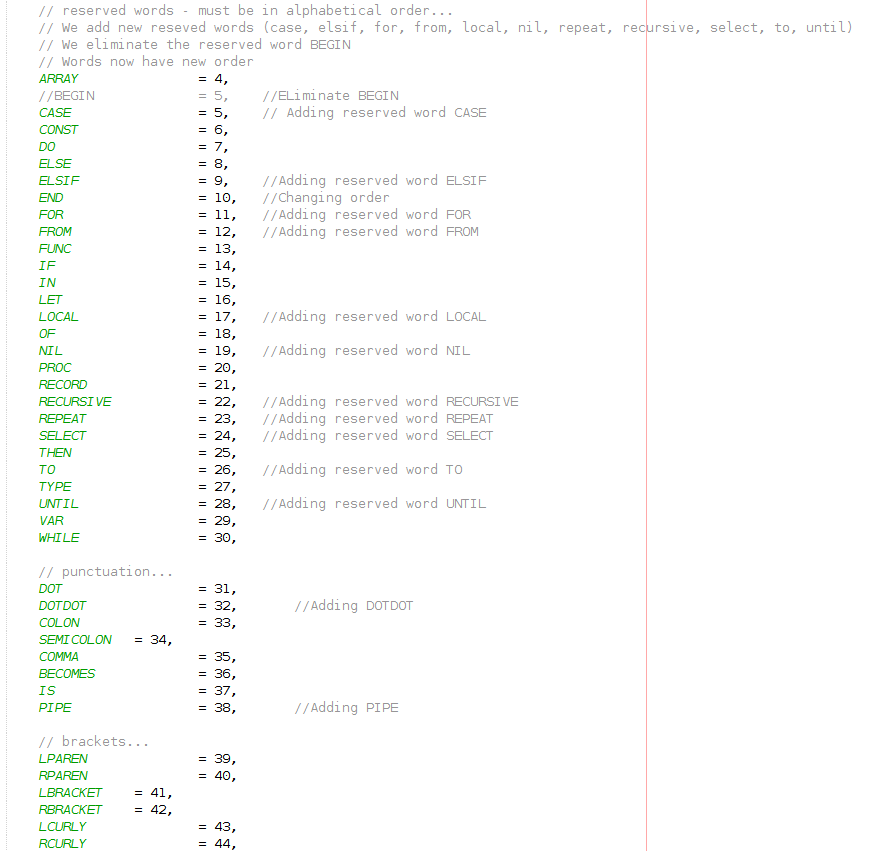 // reserved words - must be in alphabetical order...
// We add new reseved words (case, elsif, for, from, local, nil, repeat, recursive, select, to, until)
// We eliminate the reserved word BEGIN
// Words now have new order
ARRAY = 4,
//BEGIN = 5, //ELiminate BEGIN
CASE = 5, // Adding reserved word CASE
CONST = 6,
DO = 7,
ELSE = 8,
ELSIF = 9, //Adding reserved word ELSIF
END = 10, //Changing order
FOR = 11, //Adding reserved word FOR
FROM = 12, //Adding reserved word FROM
FUNC = 13,
IF = 14,
IN = 15,
LET = 16,
LOCAL = 17, //Adding reserved word LOCAL
OF = 18,
NIL = 19, //Adding reserved word NIL
PROC = 20,
RECORD = 21,
RECURSIVE = 22, //Adding reserved word RECURSIVE
REPEAT = 23, //Adding reserved word REPEAT
SELECT = 24, //Adding reserved word SELECT
THEN = 25,
TO = 26, //Adding reserved word TO
TYPE = 27,
UNTIL = 28, //Adding reserved word UNTIL
VAR = 29,
WHILE = 30,
// punctuation...
DOT = 31,
DOTDOT = 32, //Adding DOTDOT
COLON = 33,
SEMICOLON = 34,
COMMA = 35,
BECOMES = 36,
IS = 37,
PIPE = 38, //Adding PIPE
// brackets...
LPAREN = 39,
RPAREN = 40,
LBRACKET = 41,
RBRACKET = 42,
LCURLY = 43,
RCURLY = 44,